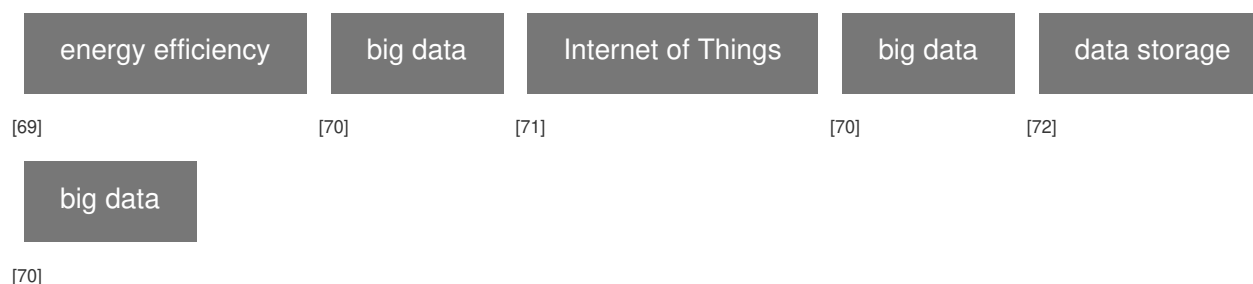 energy efficiency big data Internet of Things big data data storage
[69] [70] [71] [70] [72]
big data
[70]